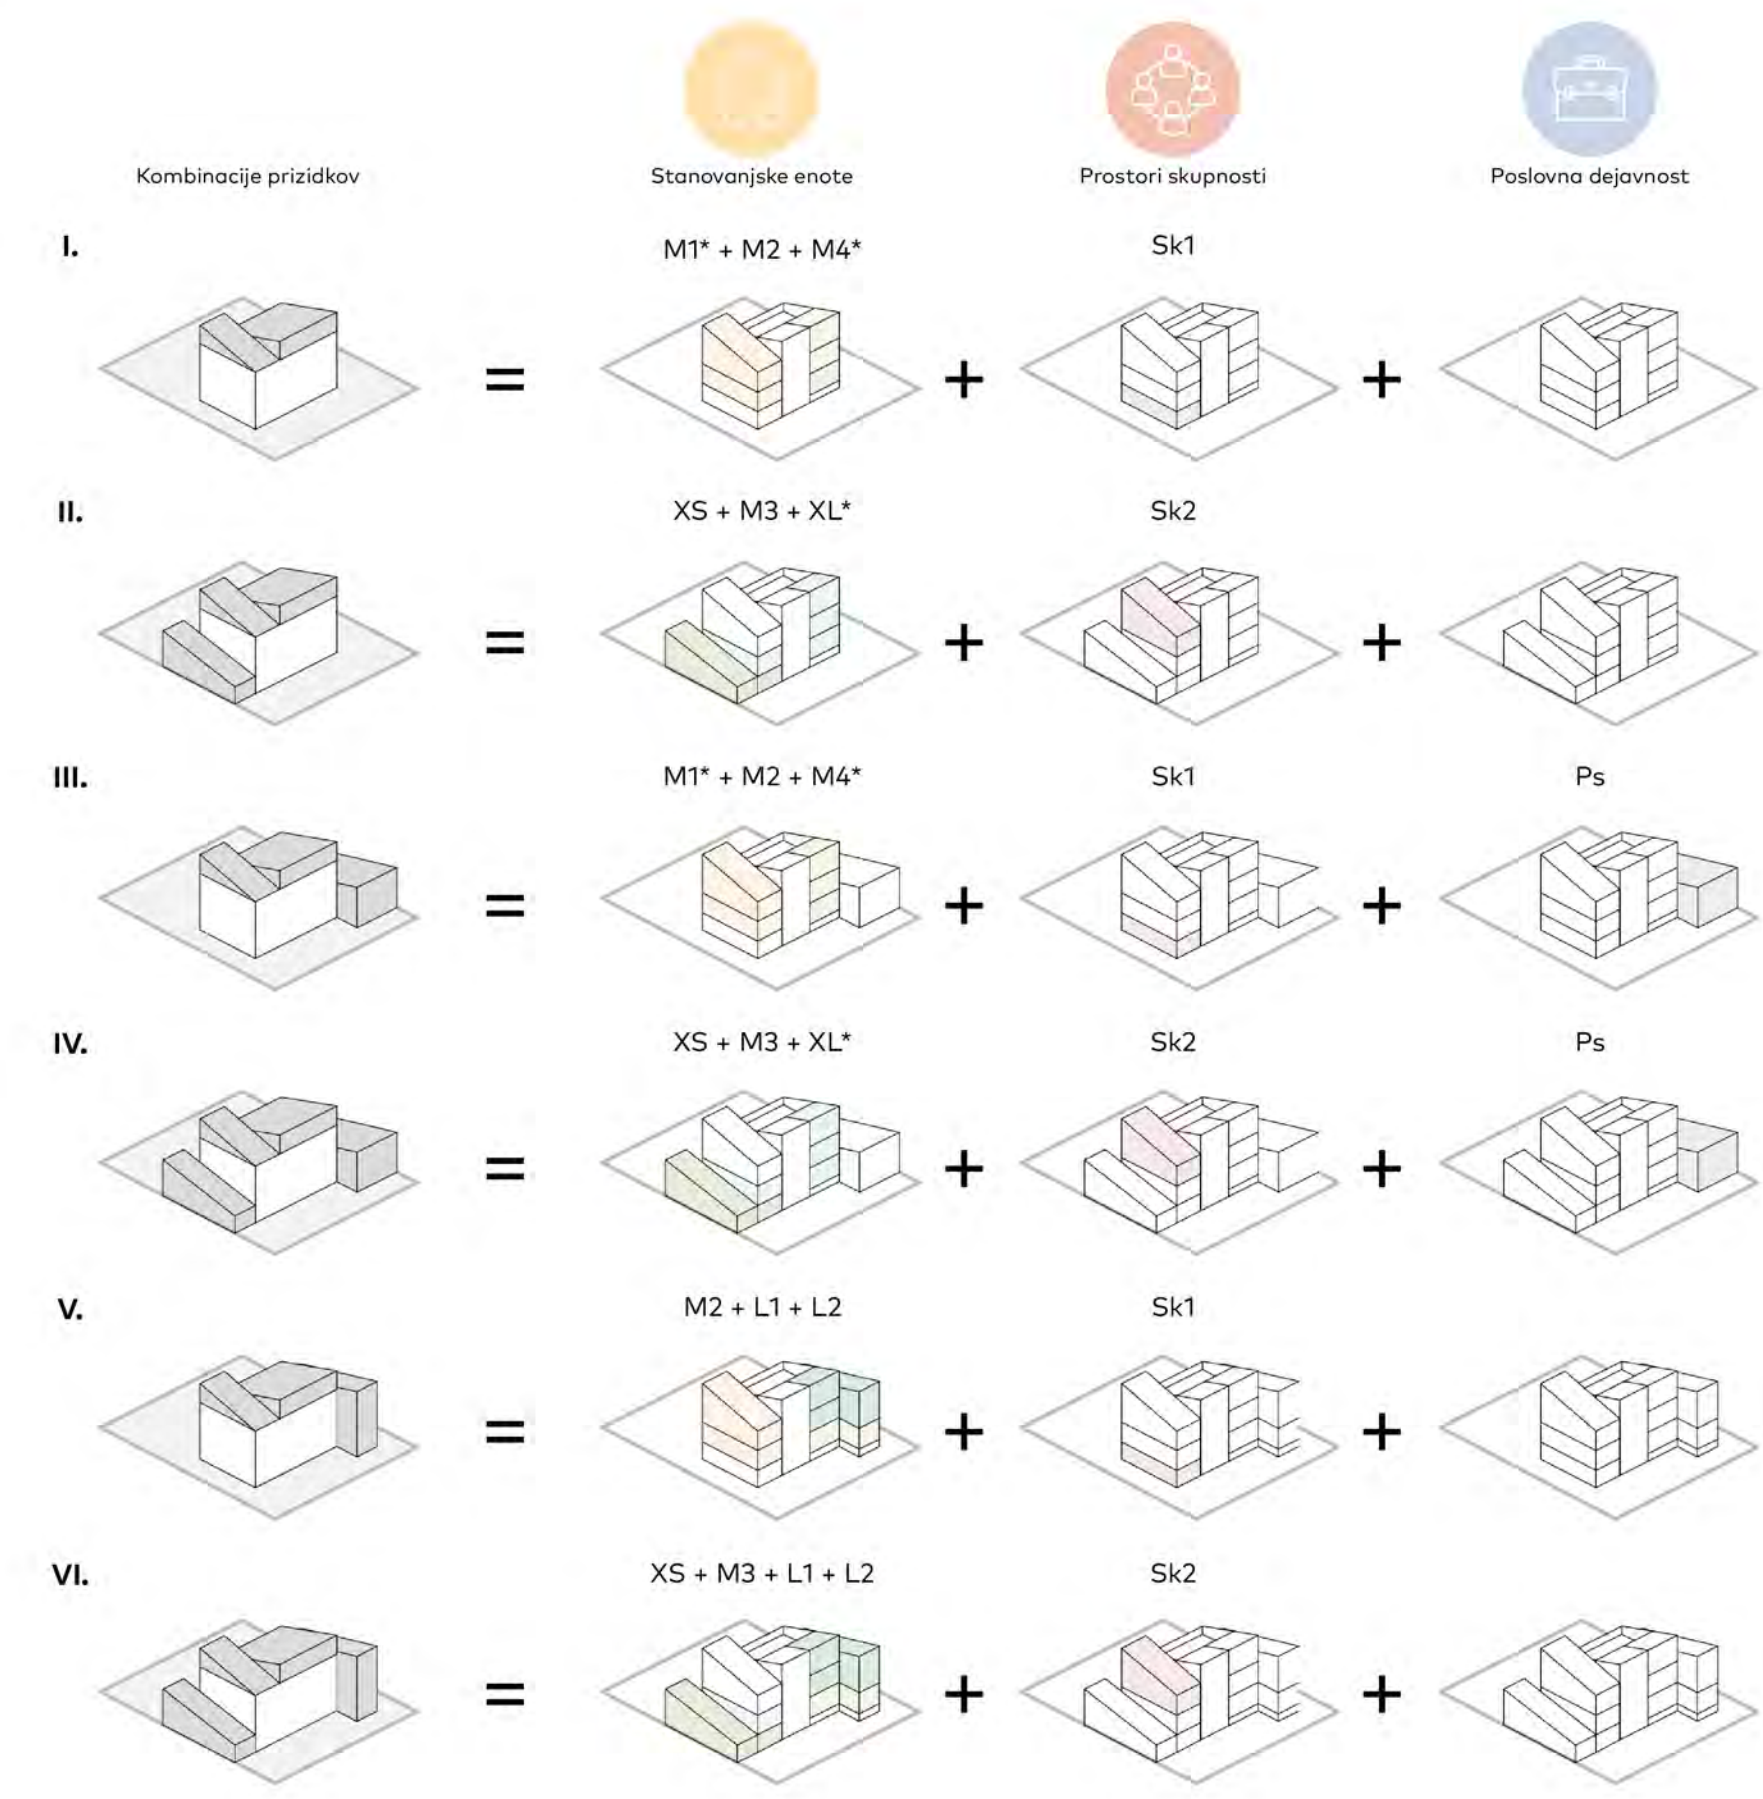 Kombinacije prizidkov Stanovanjske enote Prostori skupnosti Poslovna dejavnost
I. M1* + M2 + M4* Sk1
= + +
II. XS + M3 + XL* Sk2
= + +
III. M1* + M2 + M4* Sk1 Ps
= + +
IV. XS + M3 + XL* Sk2 Ps
= + +
V. M2 + L1 + L2 Sk1
= + +
VI. XS + M3 + L1 + L2 Sk2
= + +